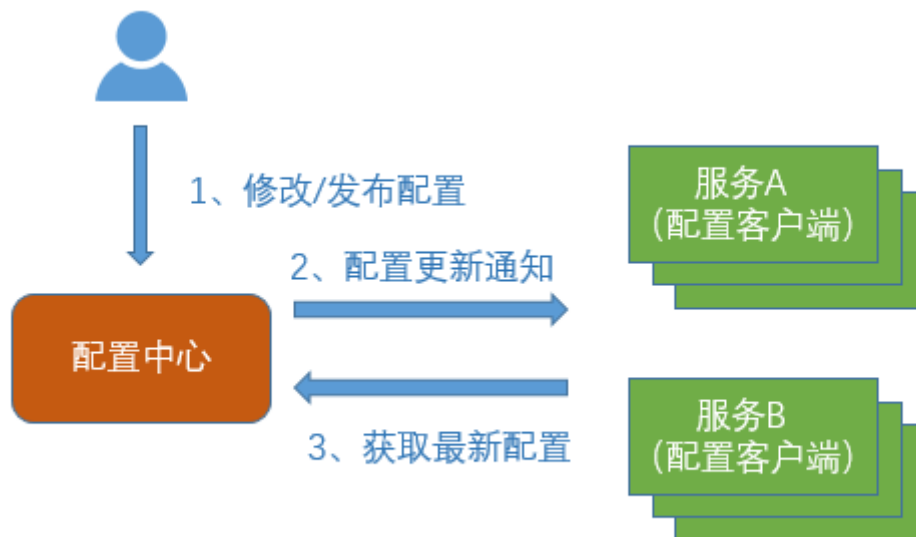 1、修改/发布配置
服务A
(配置客户端)
2、配置更新通知
配置中心
3、获取最新配置
服务B
(配置客户端)